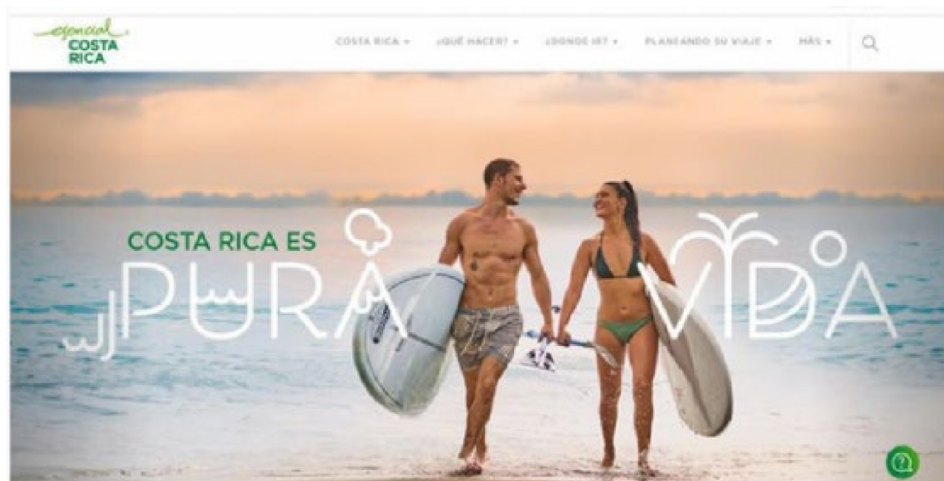 esencial
COSTA
RICA
COSTA RICA
¿QUÉ HACER?
¿DONDE IR?
PLANEANDO SU VIAJE
MÁS
COSTA RICA ES
PURA VIDA